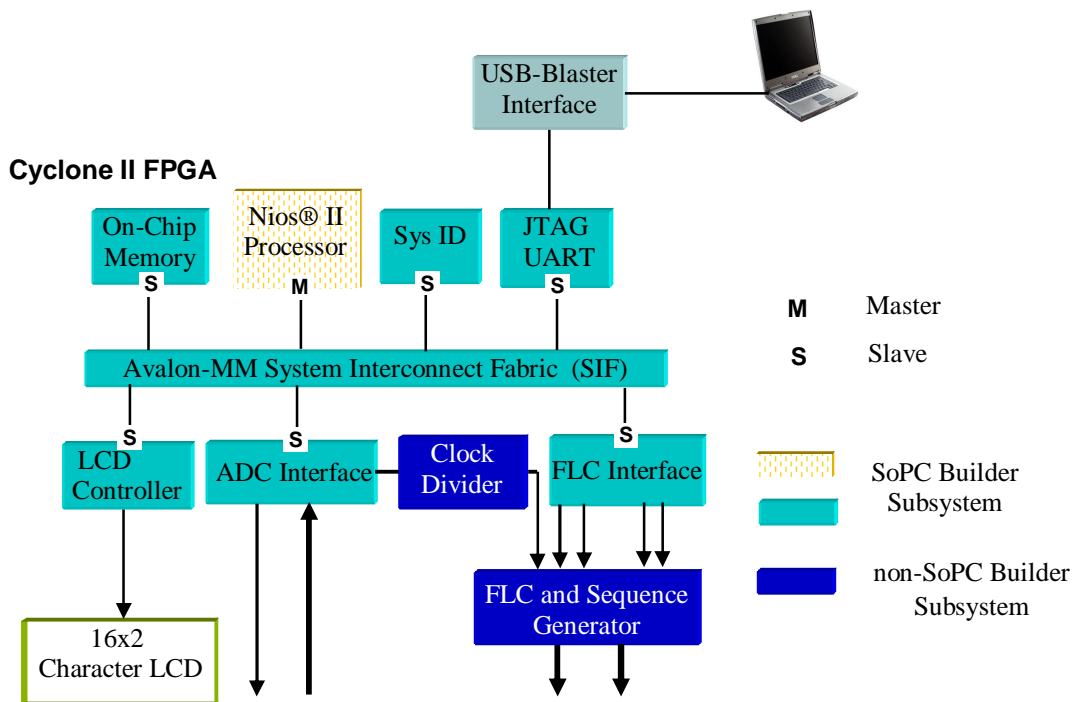 USB-Blaster
Interface
Cyclone II FPGA
On-Chip
Memory
S
Nios® II
Processor
M
Sys ID
S
JTAG
UART
S
M Master
S Slave
Avalon-MM System Interconnect Fabric (SIF)
S
LCD
Controller
S
ADC Interface
Clock
Divider
S
FLC Interface
SoPC Builder
Subsystem
non-SoPC Builder
Subsystem
FLC and Sequence
Generator
16x2
Character LCD